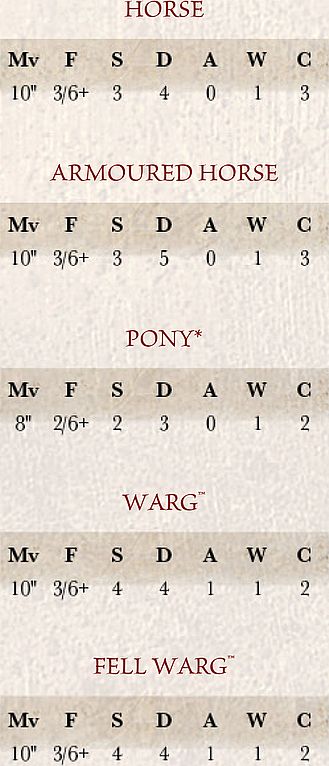 HORSE
Mv F S D A W C
10" 3/6+ 3 4 0 1 3
ARMOURED HORSE
Mv F S D A W C
10" 3/6+ 3 5 0 1 3
PONY*
Mv F S D A W C
8" 2/6+ 2 3 0 1 2
WARG™
Mv F S D A W C
10" 3/6+ 4 4 1 1 2
FELL WARG™
Mv F S D A W C
10" 3/6+ 4 4 1 1 2